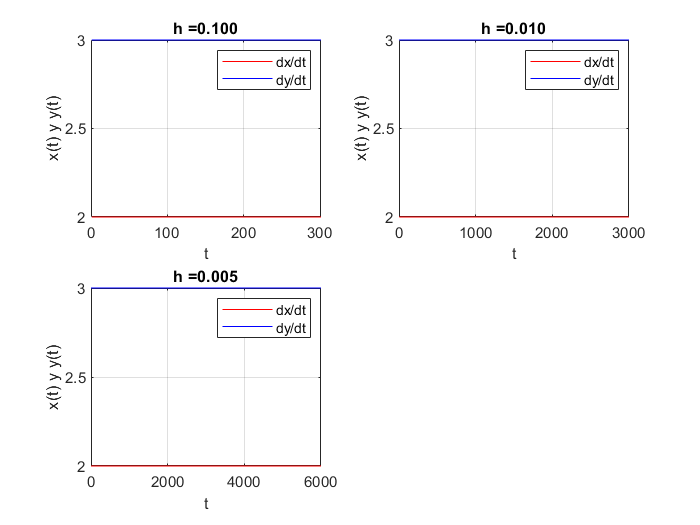 h =0.100
3
2.5
2
x(t) y y(t)
dx/dt
dy/dt
0 100 200 300
t
h =0.010
3
2.5
2
x(t) y y(t)
dx/dt
dy/dt
0 1000 2000 3000
t
h =0.005
3
2.5
2
x(t) y y(t)
dx/dt
dy/dt
0 2000 4000 6000
t